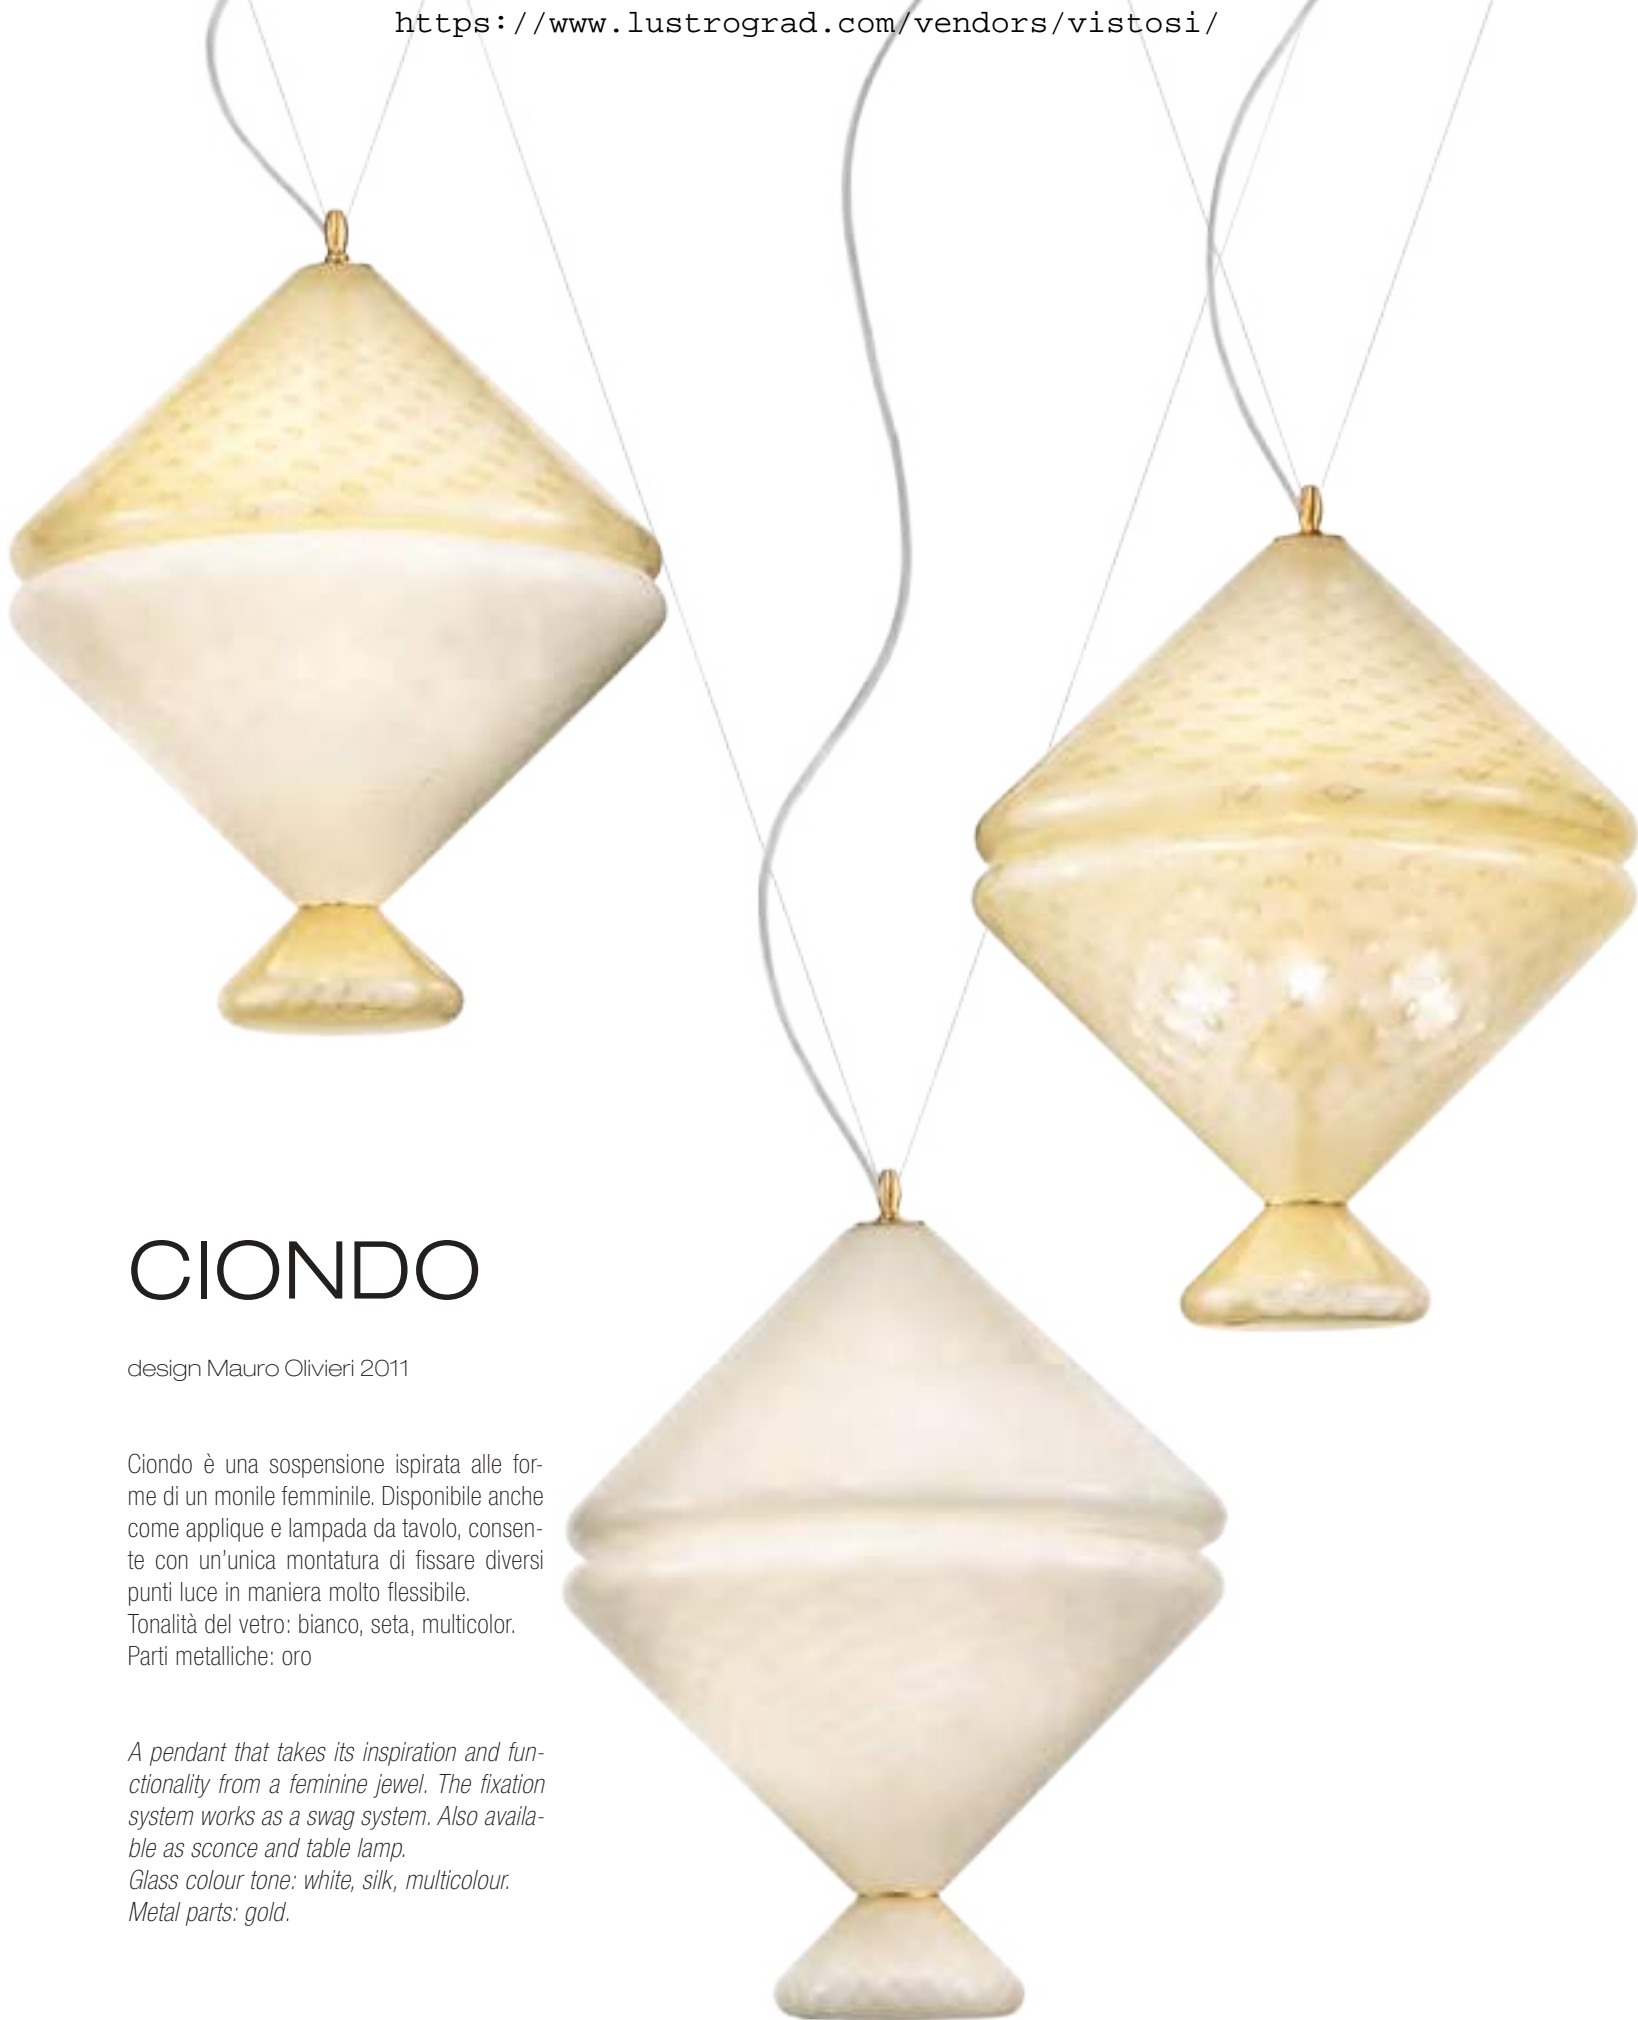 https://www.lustrograd.com/vendors/vistosi/
CIONDO
design Mauro Olivieri 2011
Ciondo è una sospensione ispirata alle for-
me di un monile femminile. Disponibile anche
come applique e lampada da tavolo, consen-
te con un'unica montatura di fissare diversi
punti luce in maniera molto flessibile.
Tonalità del vetro: bianco, seta, multicolor.
Parti metalliche: oro
A pendant that takes its inspiration and fun-
ctionality from a feminine jewel. The fixation
system works as a swag system. Also availa-
ble as sconce and table lamp.
Glass colour tone: white, silk, multicolour.
Metal parts: gold.